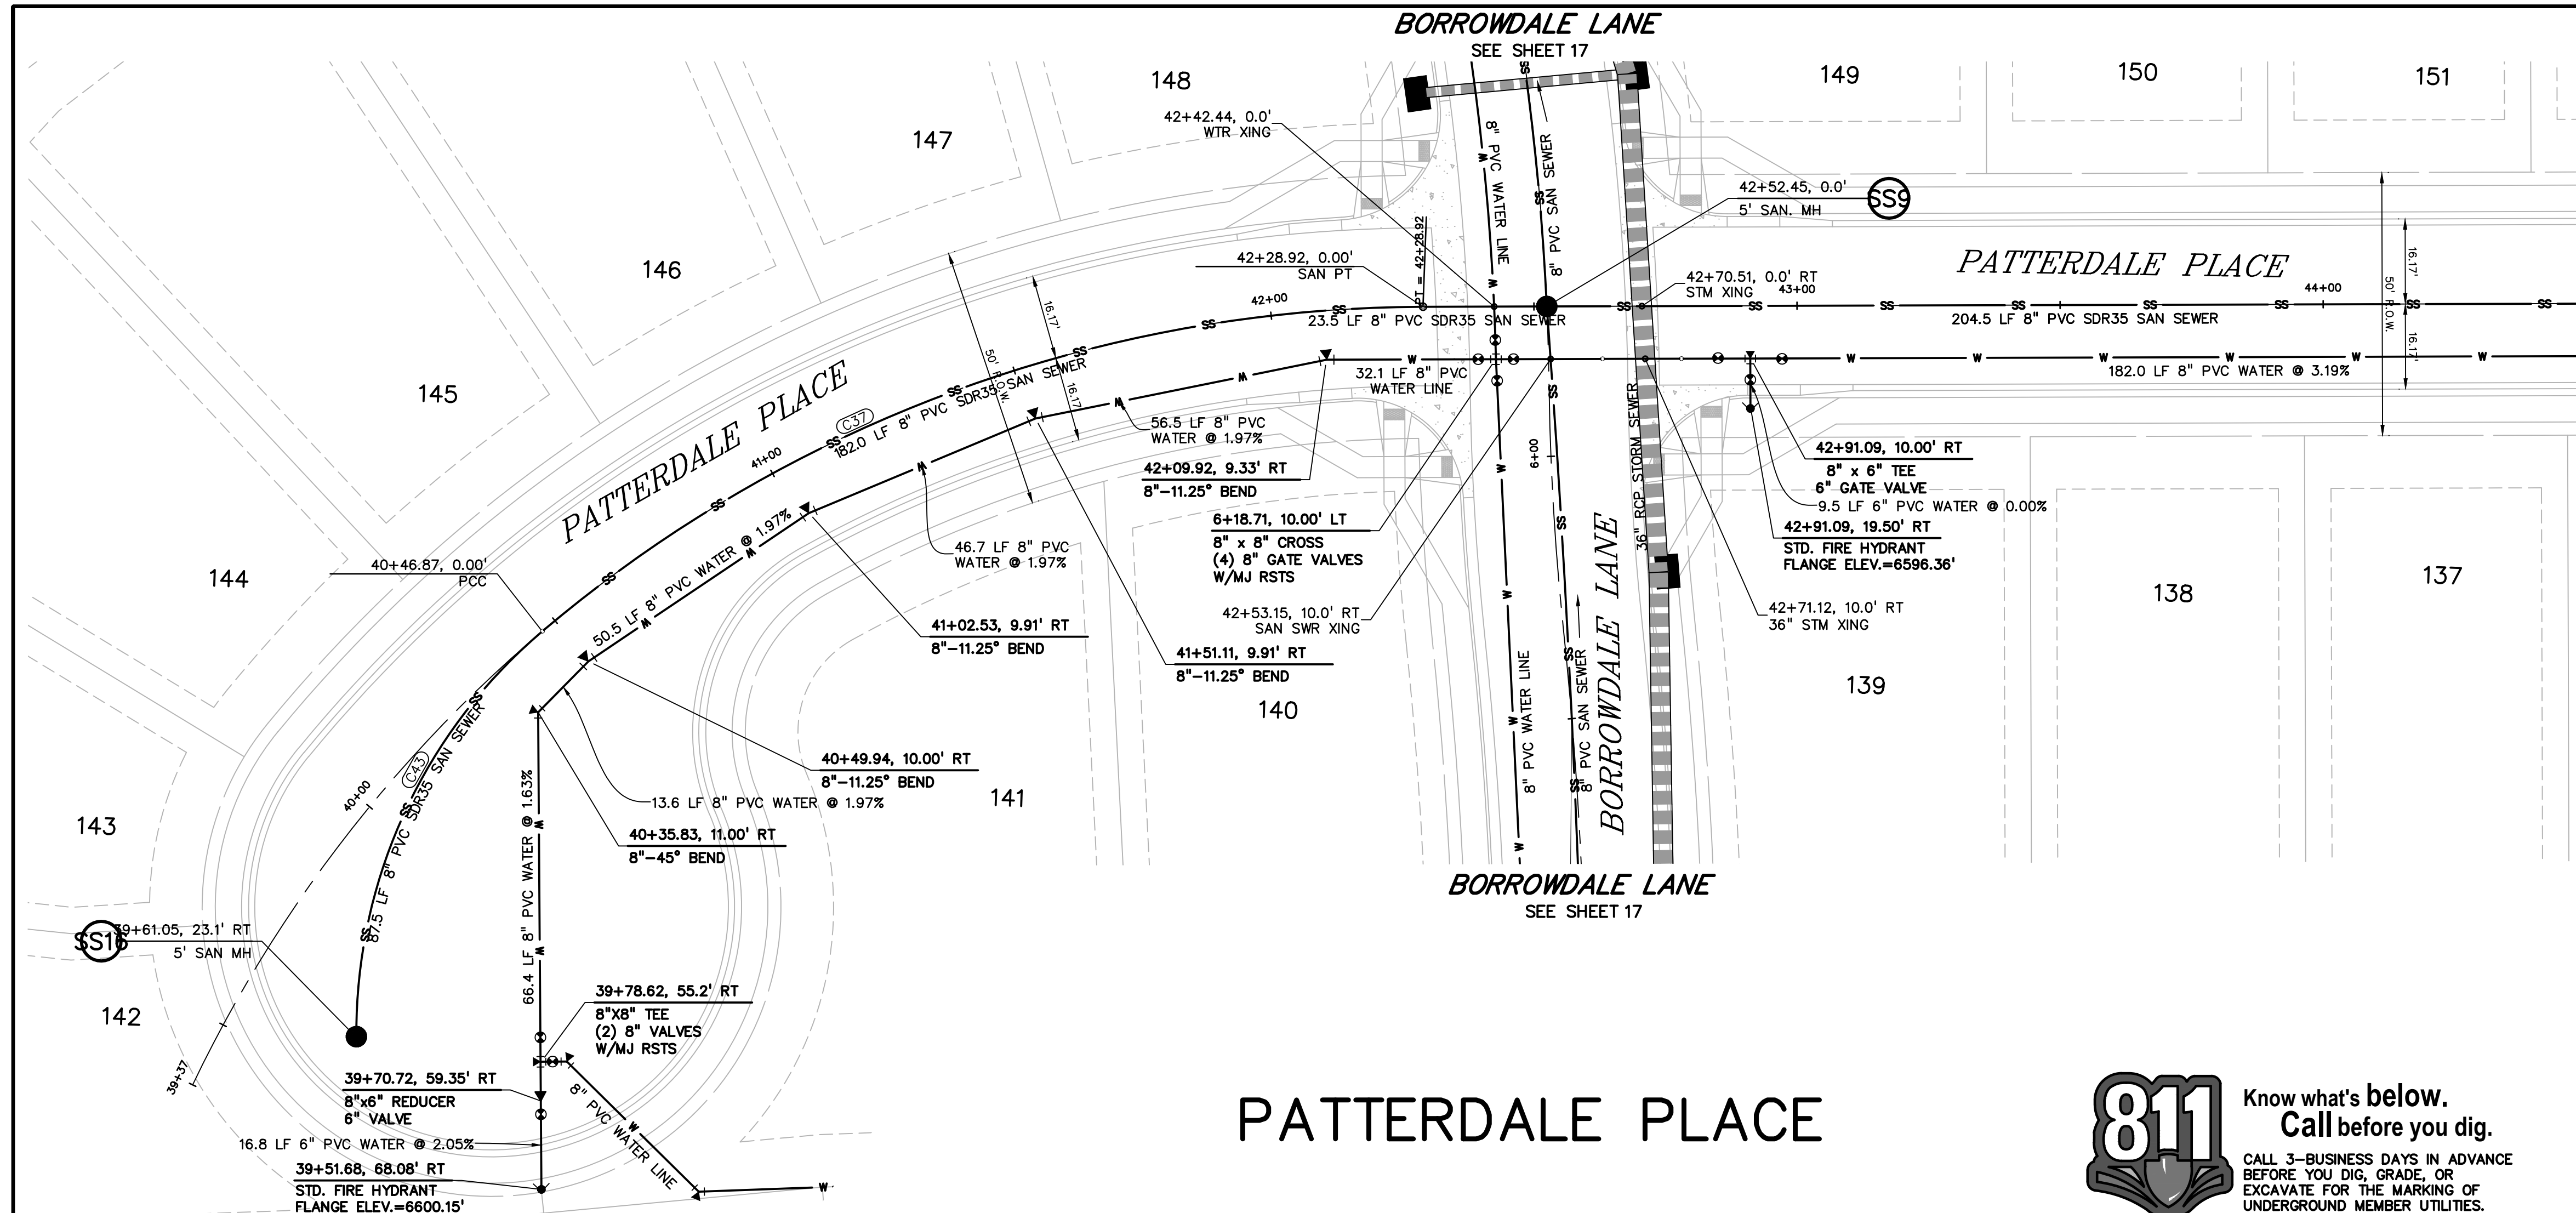 BORROWDALE LANE
SEE SHEET 17
148
149
150
151
147
146
145
144
143
142
42+42.44, 0.0'
WTR XING
8" PVC WATER LINE
8" PVC SAN SEWER
42+52.45, 0.0'
5' SAN. MH
SS9
42+28.92, 0.00'
SAN PT
PT = 42+28.92
42+00
23.5 LF 8" PVC SDR35 SAN SEWER
42+70.51, 0.0' RT
STM XING
43+00
PATTERDALE PLACE
44+00
204.5 LF 8" PVC SDR35 SAN SEWER
16.17'
16.17'
50' R.O.W.
182.0 LF 8" PVC WATER @ 3.19%
32.1 LF 8" PVC
WATER LINE
16.17'
16.17'
50' R.O.W.
PATTERDALE PLACE
C37
182.0 LF 8" PVC SDR35 SAN SEWER
41+00
56.5 LF 8" PVC
WATER @ 1.97%
42+09.92, 9.33' RT
8"-11.25° BEND
6+00
36" RCP STORM SEWER
42+91.09, 10.00' RT
8" x 6" TEE
6" GATE VALVE
9.5 LF 6" PVC WATER @ 0.00%
42+91.09, 19.50' RT
STD. FIRE HYDRANT
FLANGE ELEV.=6596.36'
6+18.71, 10.00' LT
8" x 8" CROSS
(4) 8" GATE VALVES
W/MJ RSTS
42+53.15, 10.0' RT
SAN SWR XING
42+71.12, 10.0' RT
36" STM XING
40+46.87, 0.00'
PCC
50.5 LF 8" PVC WATER @ 1.97%
46.7 LF 8" PVC
WATER @ 1.97%
41+02.53, 9.91' RT
8"-11.25° BEND
41+51.11, 9.91' RT
8"-11.25° BEND
140
139
138
137
141
8" PVC WATER LINE
8" PVC SAN SEWER
BORROWDALE LANE
BORROWDALE LANE
SEE SHEET 17
40+49.94, 10.00' RT
8"-11.25° BEND
13.6 LF 8" PVC WATER @ 1.97%
40+35.83, 11.00' RT
8"-45° BEND
40+00
C43
87.5 LF 8" PVC SDR35 SAN SEWER
66.4 LF 8" PVC WATER @ 1.63%
SS16
39+61.05, 23.1' RT
5' SAN MH
39+37
39+78.62, 55.2' RT
8"X8" TEE
(2) 8" VALVES
W/MJ RSTS
39+70.72, 59.35' RT
8"x6" REDUCER
6" VALVE
16.8 LF 6" PVC WATER @ 2.05%
39+51.68, 68.08' RT
STD. FIRE HYDRANT
FLANGE ELEV.=6600.15'
8" PVC WATER LINE
PATTERDALE PLACE
811
Know what's below.
Call before you dig.
CALL 3-BUSINESS DAYS IN ADVANCE
BEFORE YOU DIG, GRADE, OR
EXCAVATE FOR THE MARKING OF
UNDERGROUND MEMBER UTILITIES.